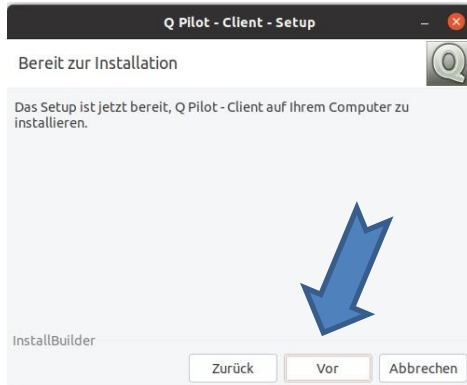 Q Pilot - Client - Setup
Bereit zur Installation
Das Setup ist jetzt bereit, Q Pilot - Client auf Ihrem Computer zu
installieren.
InstallBuilder
Zurück
Vor
Abbrechen